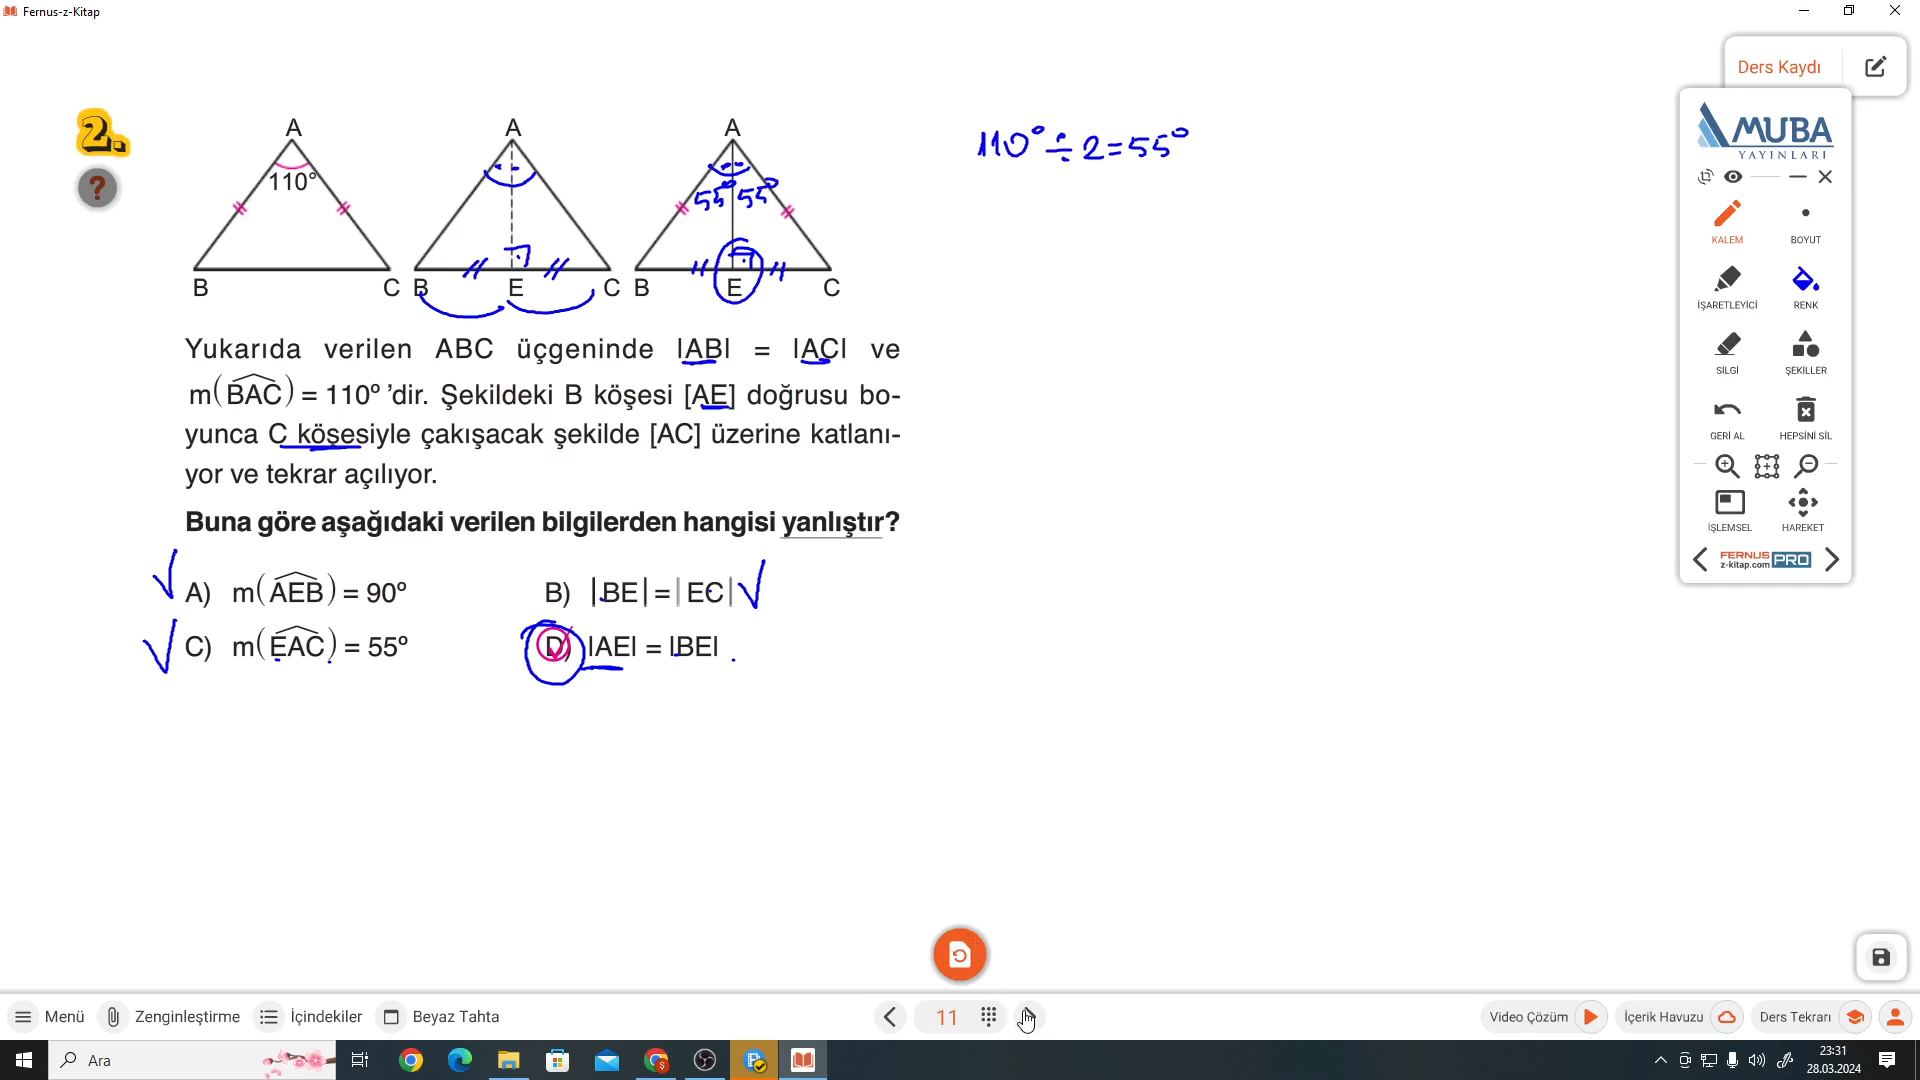 Fernus-z-Kitap
Ders Kaydı
2.
?
A
110°
B
C
A
B
E
C
A
55° 55°
B
E
C
110° ÷ 2 = 55°
Yukarıda verilen ABC üçgeninde |AB| = |AC| ve
m(BAC) = 110º 'dir. Şekildeki B köşesi [AE] doğrusu bo-
yunca C köşesiyle çakışacak şekilde [AC] üzerine katlanı-
yor ve tekrar açılıyor.
Buna göre aşağıdaki verilen bilgilerden hangisi yanlıştır?
A) m(AEB) = 90º
B) |BE| = |EC|
C) m(EAC) = 55º
D) |AE| = |BE|
MUBA
YAYINLARI
KALEM
BOYUT
İŞARETLEYİCİ
RENK
SİLGİ
ŞEKİLLER
GERİ AL
HEPSİNİ SİL
İŞLEMSEL
HAREKET
FERNUS
z-kitap.com PRO
Menü
Zenginleştirme
İçindekiler
Beyaz Tahta
11
Video Çözüm
İçerik Havuzu
Ders Tekrarı
Ara
23:31
28.03.2024